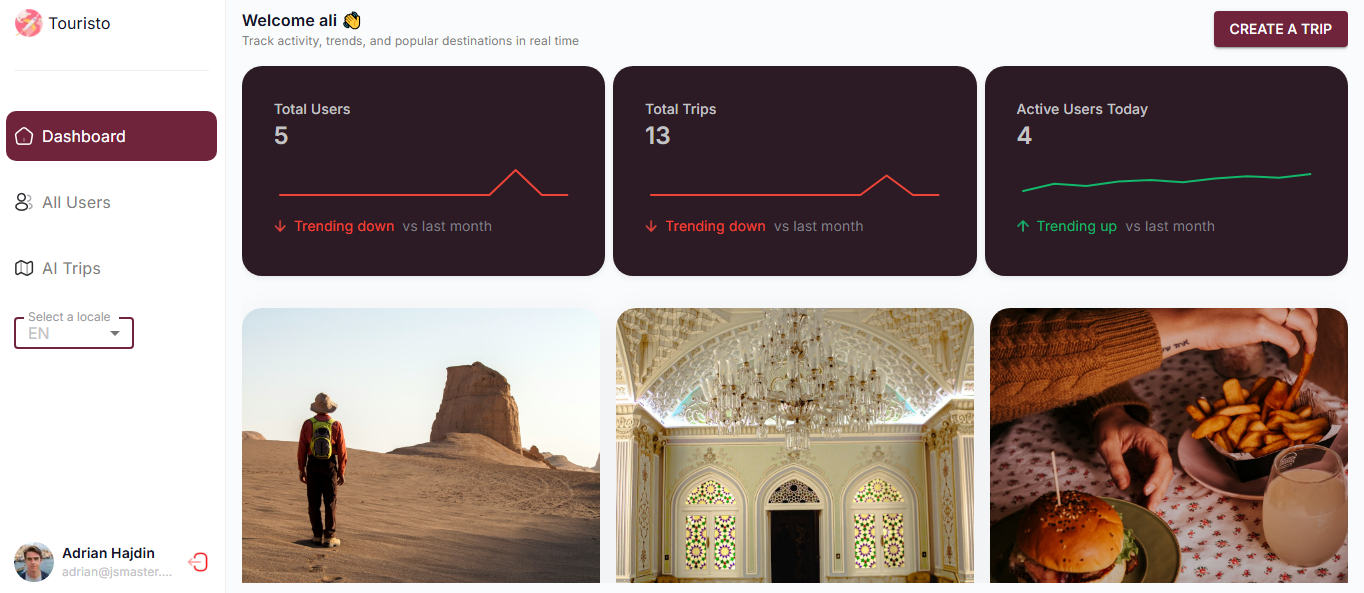 Touristo
Dashboard
All Users
AI Trips
Select a locale
EN
Adrian Hajdin
adrian@jsmaster....
Welcome ali 👋
Track activity, trends, and popular destinations in real time
CREATE A TRIP
Total Users
5
Trending down vs last month
Total Trips
13
Trending down vs last month
Active Users Today
4
Trending up vs last month